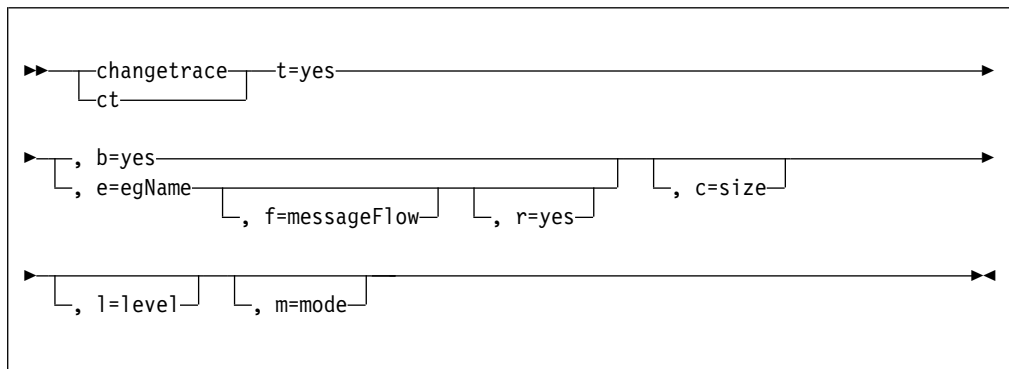 changetrace t=yes
ct
, b=yes
, e=egName , c=size
, f=messageFlow , r=yes
, l=level , m=mode